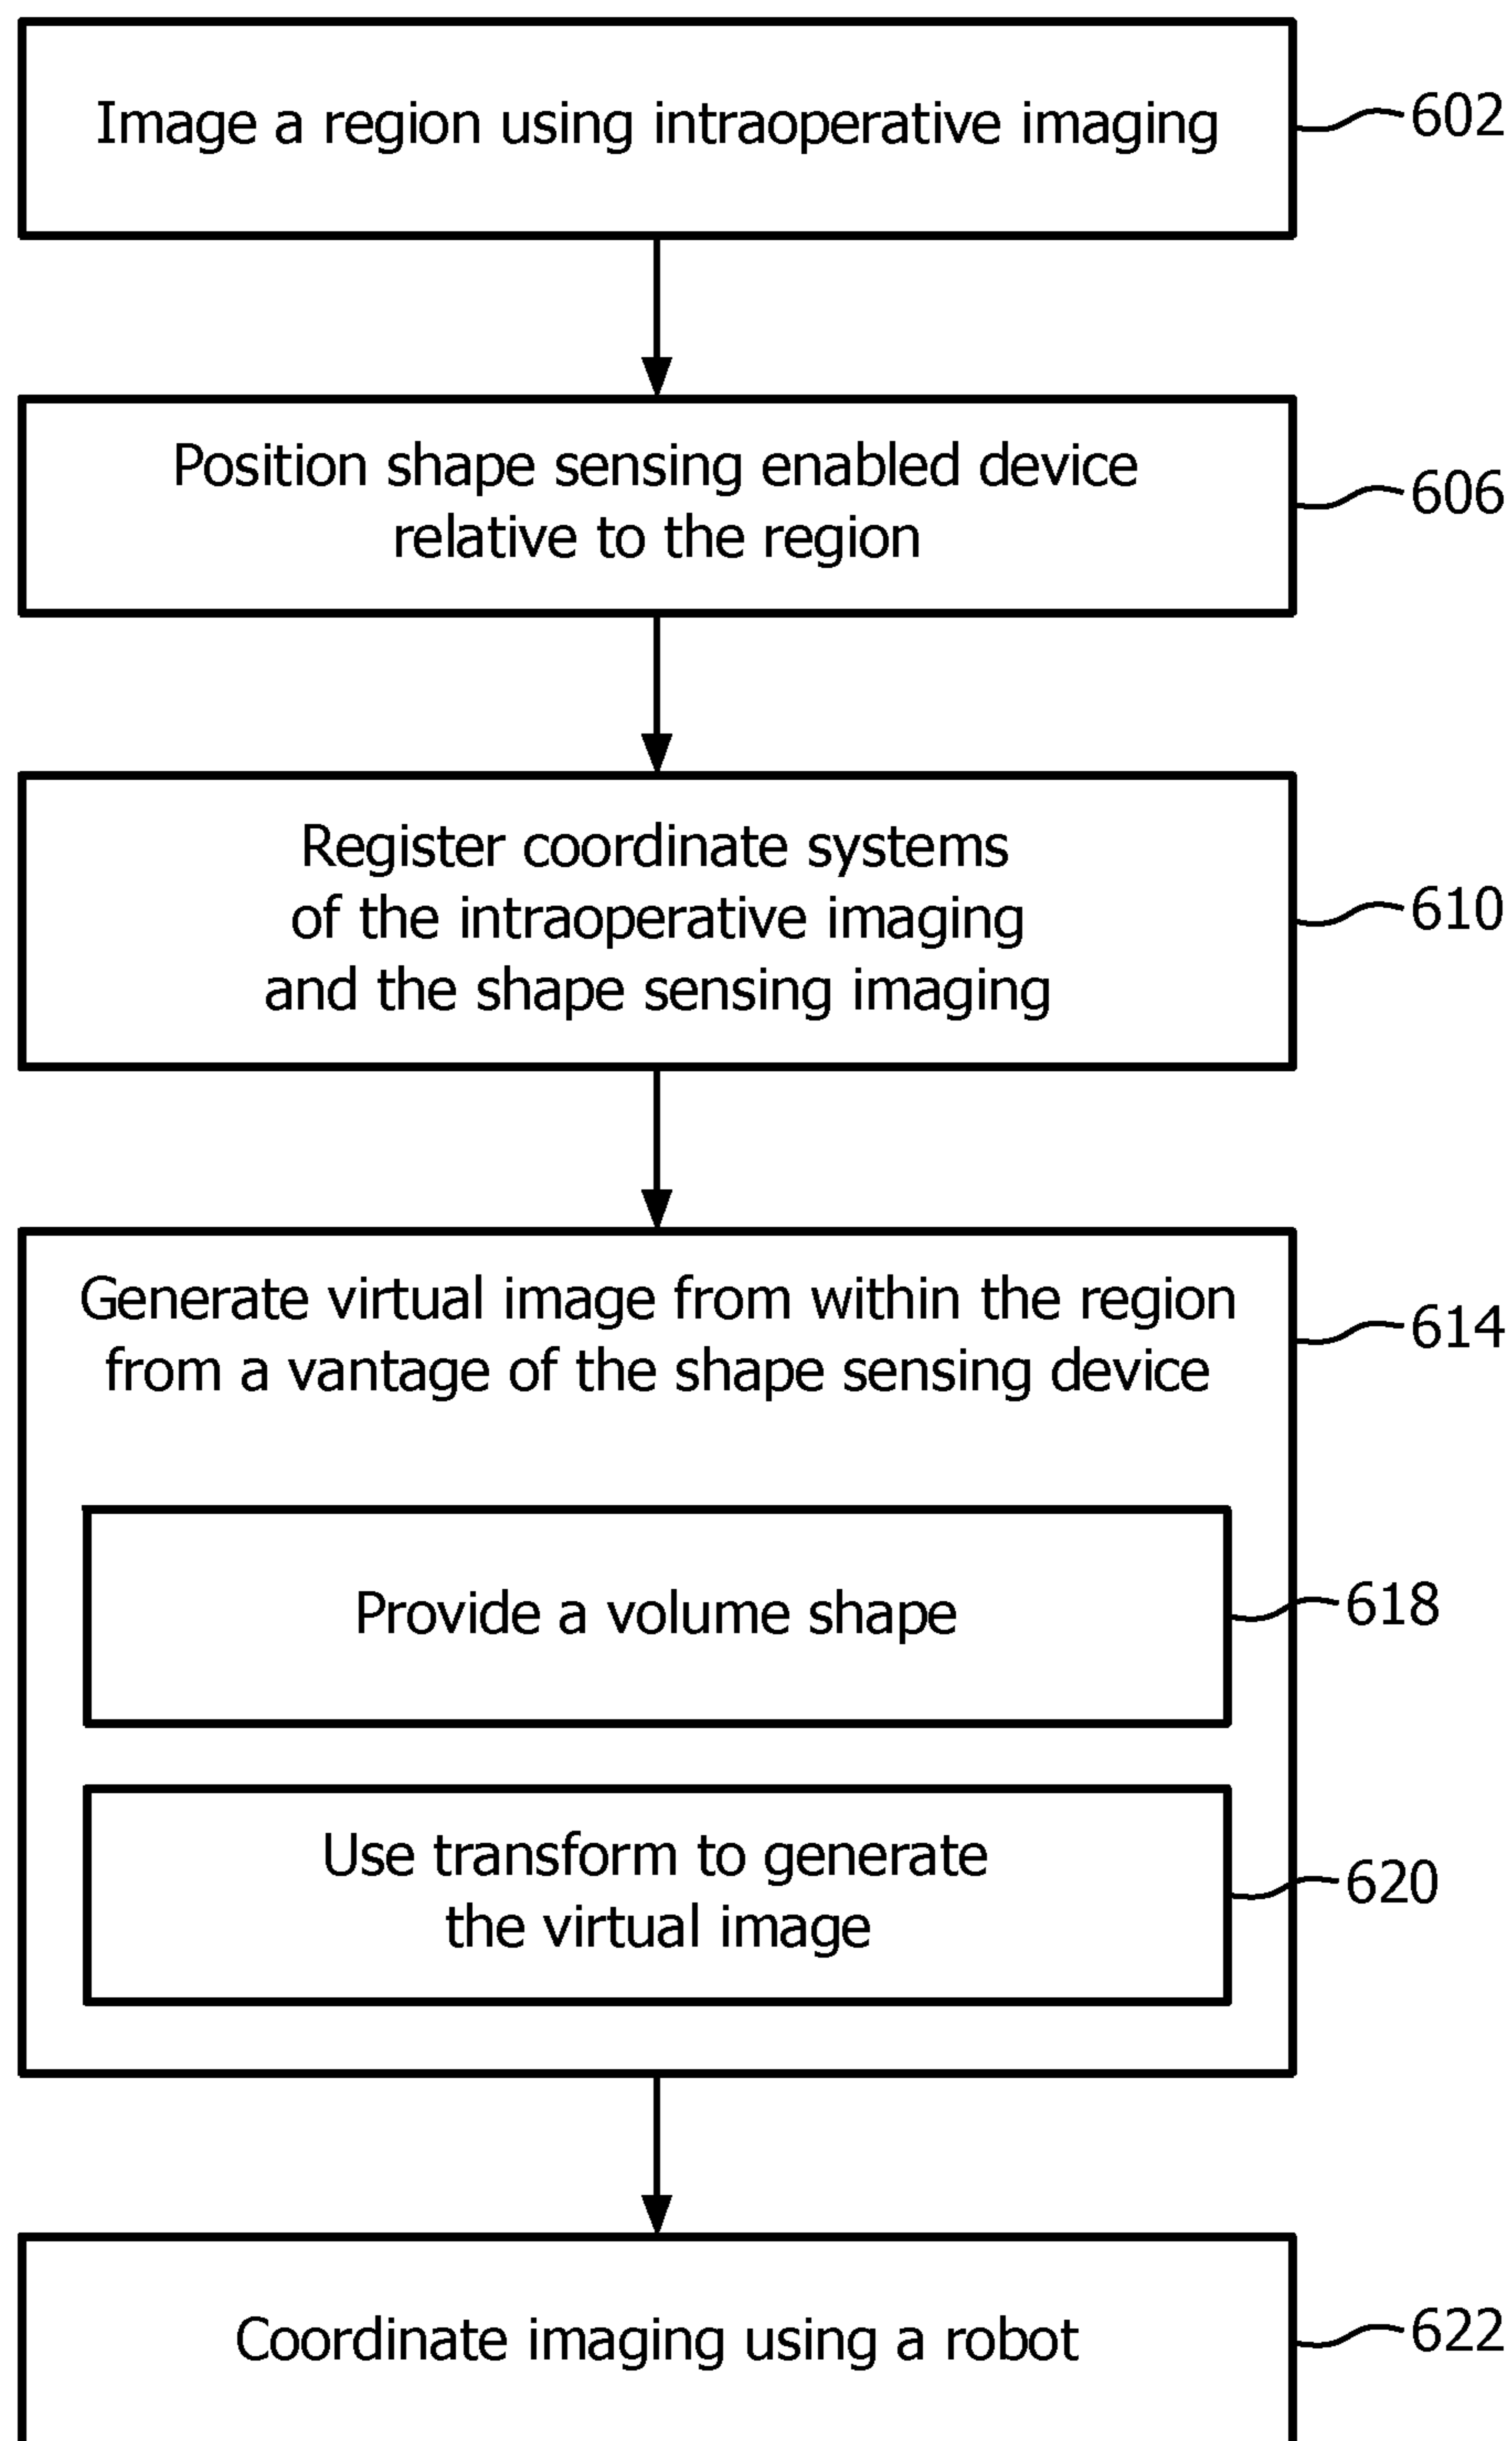 Image a region using intraoperative imaging
602
Position shape sensing enabled device
relative to the region
606
Register coordinate systems
of the intraoperative imaging
and the shape sensing imaging
610
Generate virtual image from within the region
from a vantage of the shape sensing device
614
Provide a volume shape
618
Use transform to generate
the virtual image
620
Coordinate imaging using a robot
622